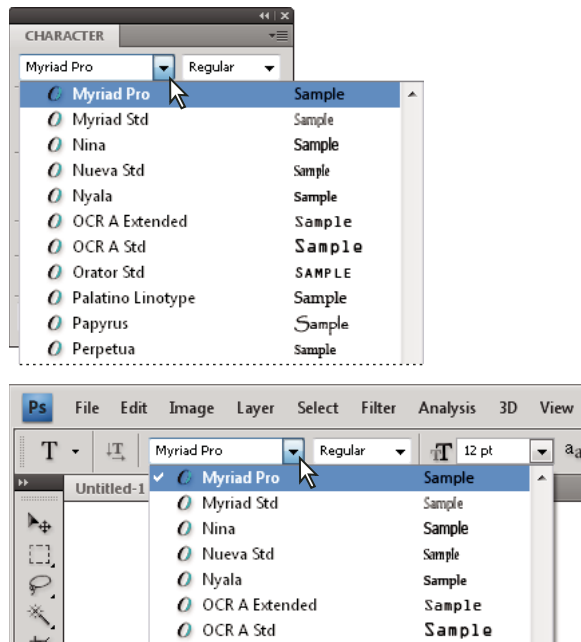 CHARACTER
Myriad Pro Regular
Myriad Pro Sample
Myriad Std Sample
Nina Sample
Nueva Std Sample
Nyala Sample
OCR A Extended Sample
OCR A Std Sample
Orator Std SAMPLE
Palatino Linotype Sample
Papyrus Sample
Perpetua Sample
Ps File Edit Image Layer Select Filter Analysis 3D View
T T Myriad Pro Regular T 12 pt aa
Untitled-1
Myriad Pro Sample
Myriad Std Sample
Nina Sample
Nueva Std Sample
Nyala Sample
OCR A Extended Sample
OCR A Std Sample